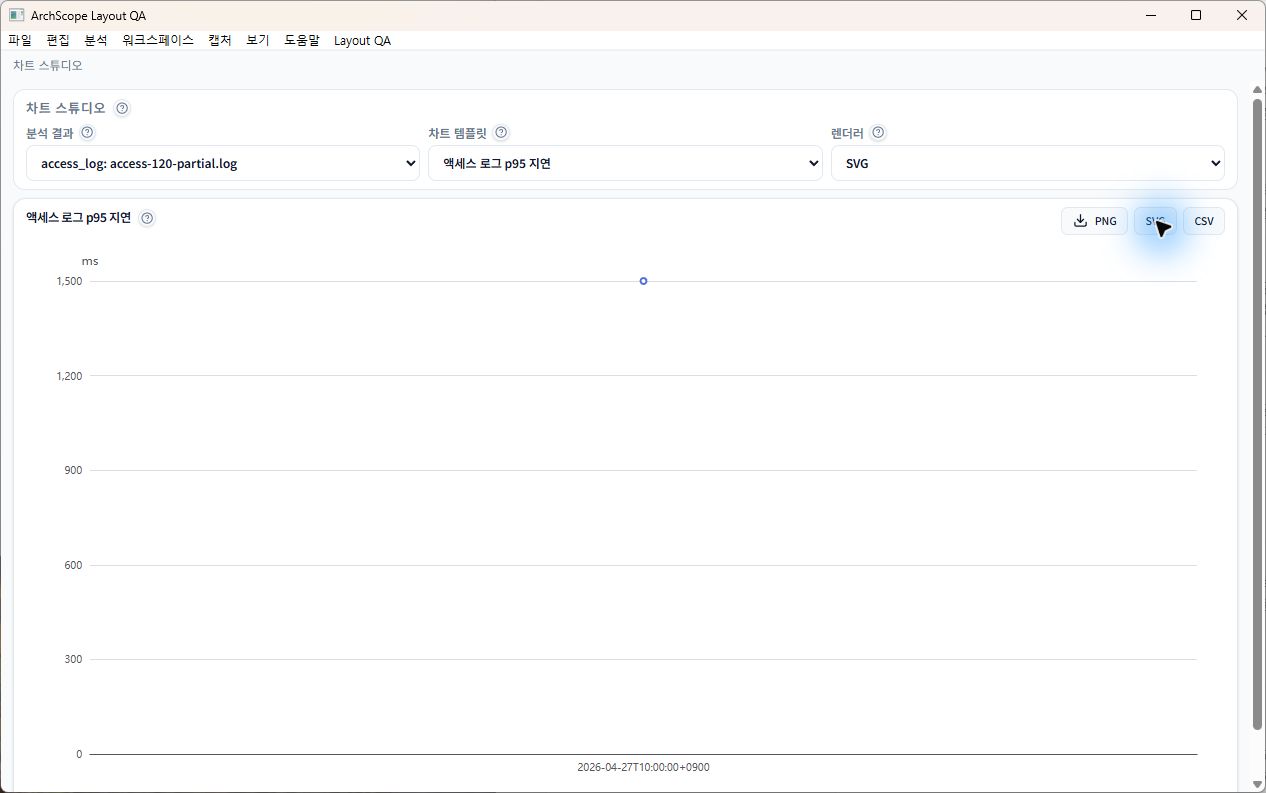 ArchScope Layout QA
파일 편집 분석 워크스페이스 캡처 보기 도움말 Layout QA
차트 스튜디오
차트 스튜디오 ?
분석 결과 ? 차트 템플릿 ? 렌더러 ?
access_log: access-120-partial.log 액세스 로그 p95 지연 SVG
액세스 로그 p95 지연 ? PNG SVG CSV
ms
1,500
1,200
900
600
300
0
2026-04-27T10:00:00+0900